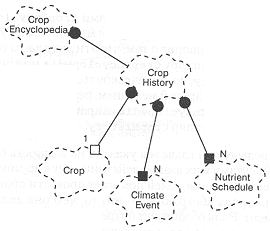 Crop
Encyclopedia
Crop
History
1
N
N
Crop
Climate
Event
Nutrient
Schedule